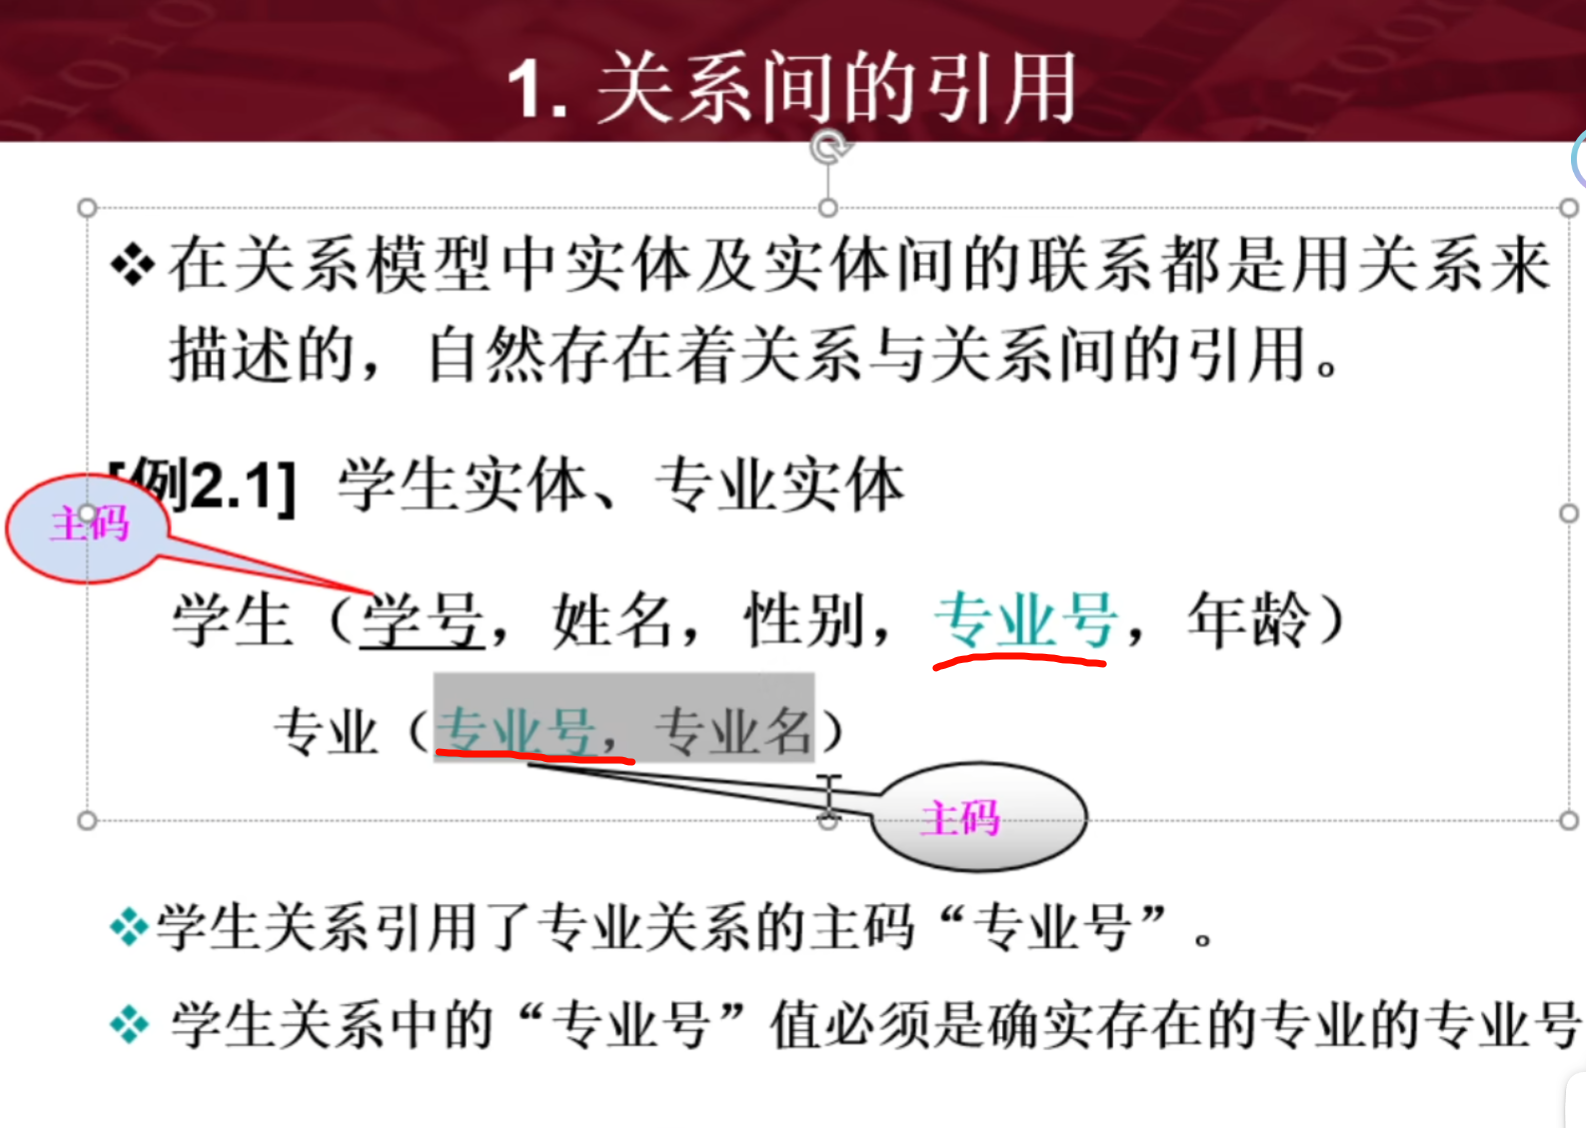 1. 关系间的引用
在关系模型中实体及实体间的联系都是用关系来
描述的，自然存在着关系与关系间的引用。
[例2.1] 学生实体、专业实体
主码
学生（学号，姓名，性别，专业号，年龄）
专业（专业号，专业名）
主码
学生关系引用了专业关系的主码“专业号”。
学生关系中的“专业号”值必须是确实存在的专业的专业号